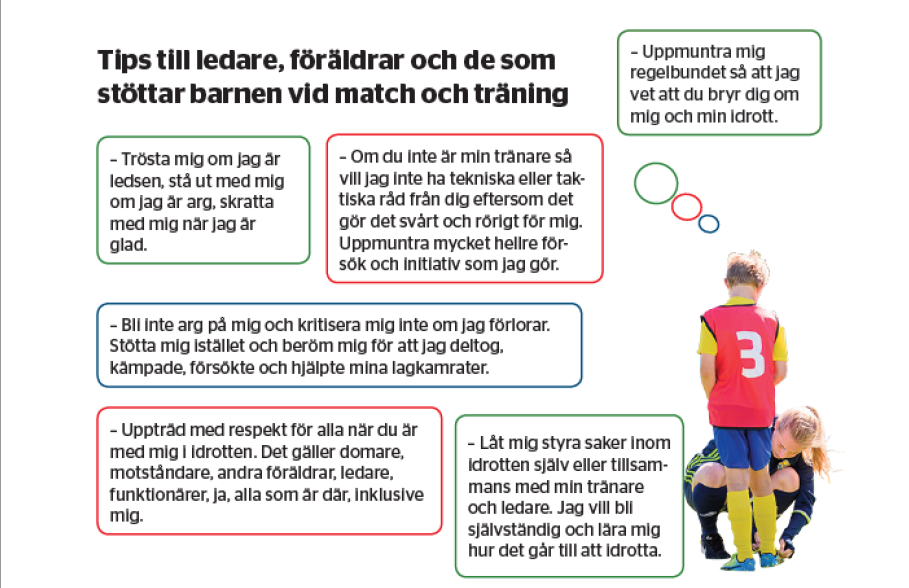 Tips till ledare, föräldrar och de som
stöttar barnen vid match och träning
– Uppmuntra mig
regelbundet så att jag
vet att du bryr dig om
mig och min idrott.
– Trösta mig om jag är
ledsen, stå ut med mig
om jag är arg, skratta
med mig när jag är
glad.
– Om du inte är min tränare så
vill jag inte ha tekniska eller tak-
tiska råd från dig eftersom det
gör det svårt och rörigt för mig.
Uppmuntra mycket hellre för-
sök och initiativ som jag gör.
– Bli inte arg på mig och kritisera mig inte om jag förlorar.
Stötta mig istället och beröm mig för att jag deltog,
kämpade, försökte och hjälpte mina lagkamrater.
– Uppträd med respekt för alla när du är
med mig i idrotten. Det gäller domare,
motståndare, andra föräldrar, ledare,
funktionärer, ja, alla som är där, inklusive
mig.
– Låt mig styra saker inom
idrotten själv eller tillsam-
mans med min tränare
och ledare. Jag vill bli
självständig och lära mig
hur det går till att idrotta.
3